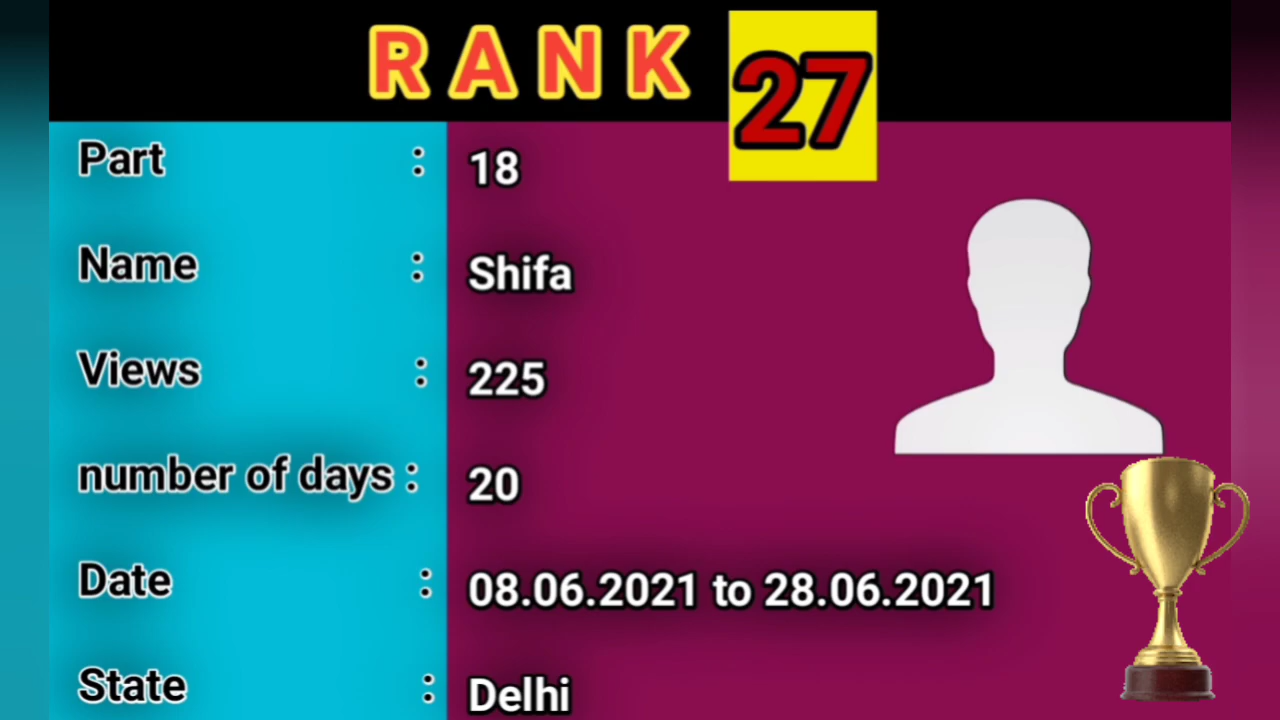 RANK 27
Part : 18
Name : Shifa
Views : 225
number of days : 20
Date : 08.06.2021 to 28.06.2021
State : Delhi